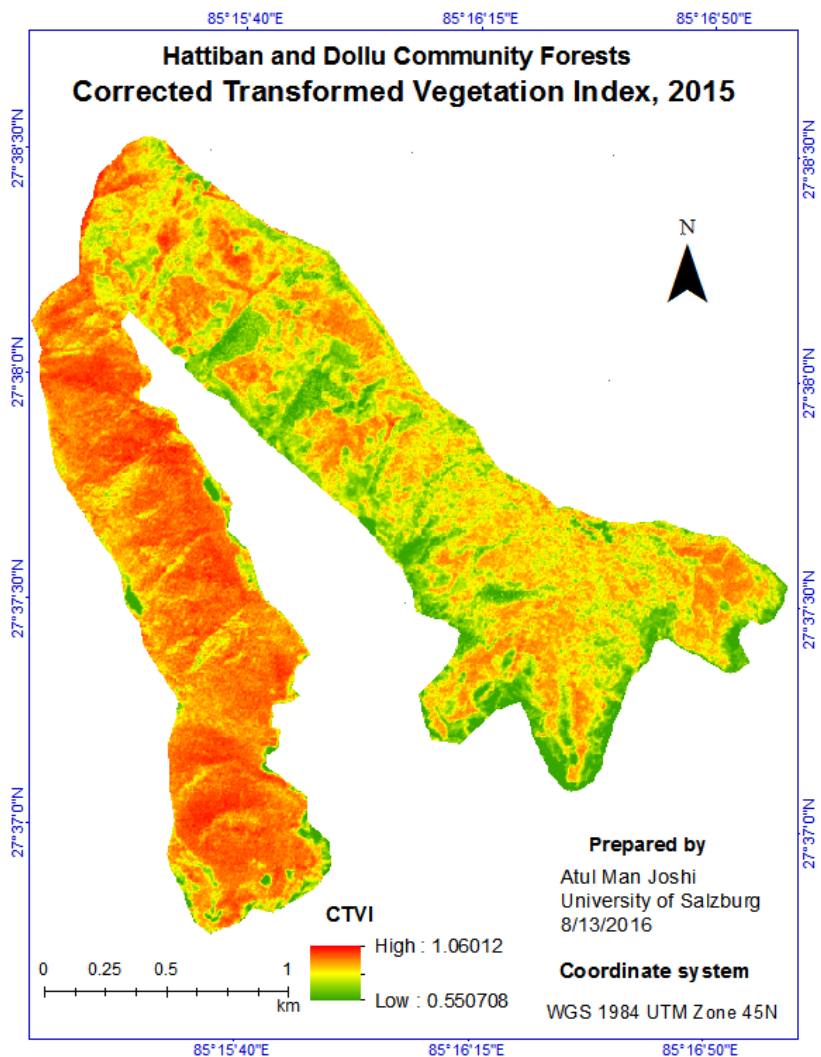 85°15'40"E
85°16'15"E
85°16'50"E
Hattiban and Dollu Community Forests
Corrected Transformed Vegetation Index, 2015
27°38'30"N
27°38'30"N
N
27°38'0"N
27°38'0"N
27°37'30"N
27°37'30"N
27°37'0"N
27°37'0"N
Prepared by
Atul Man Joshi
University of Salzburg
8/13/2016
CTVI
High : 1.06012
Low : 0.550708
0 0.25 0.5 1
km
Coordinate system
WGS 1984 UTM Zone 45N
85°15'40"E
85°16'15"E
85°16'50"E